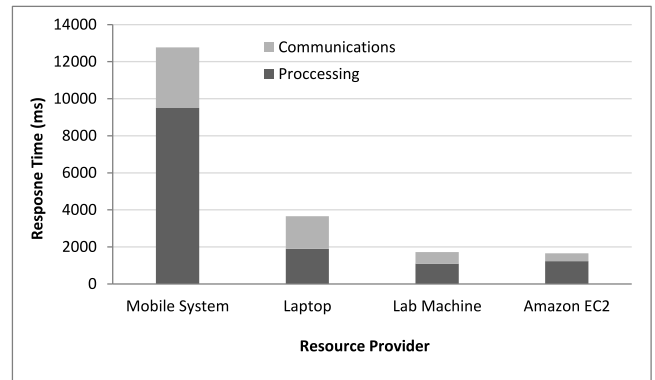 14000
12000
10000
8000
6000
4000
2000
0
Resposne Time (ms)
Communications
Proccessing
Mobile System
Laptop
Lab Machine
Amazon EC2
Resource Provider